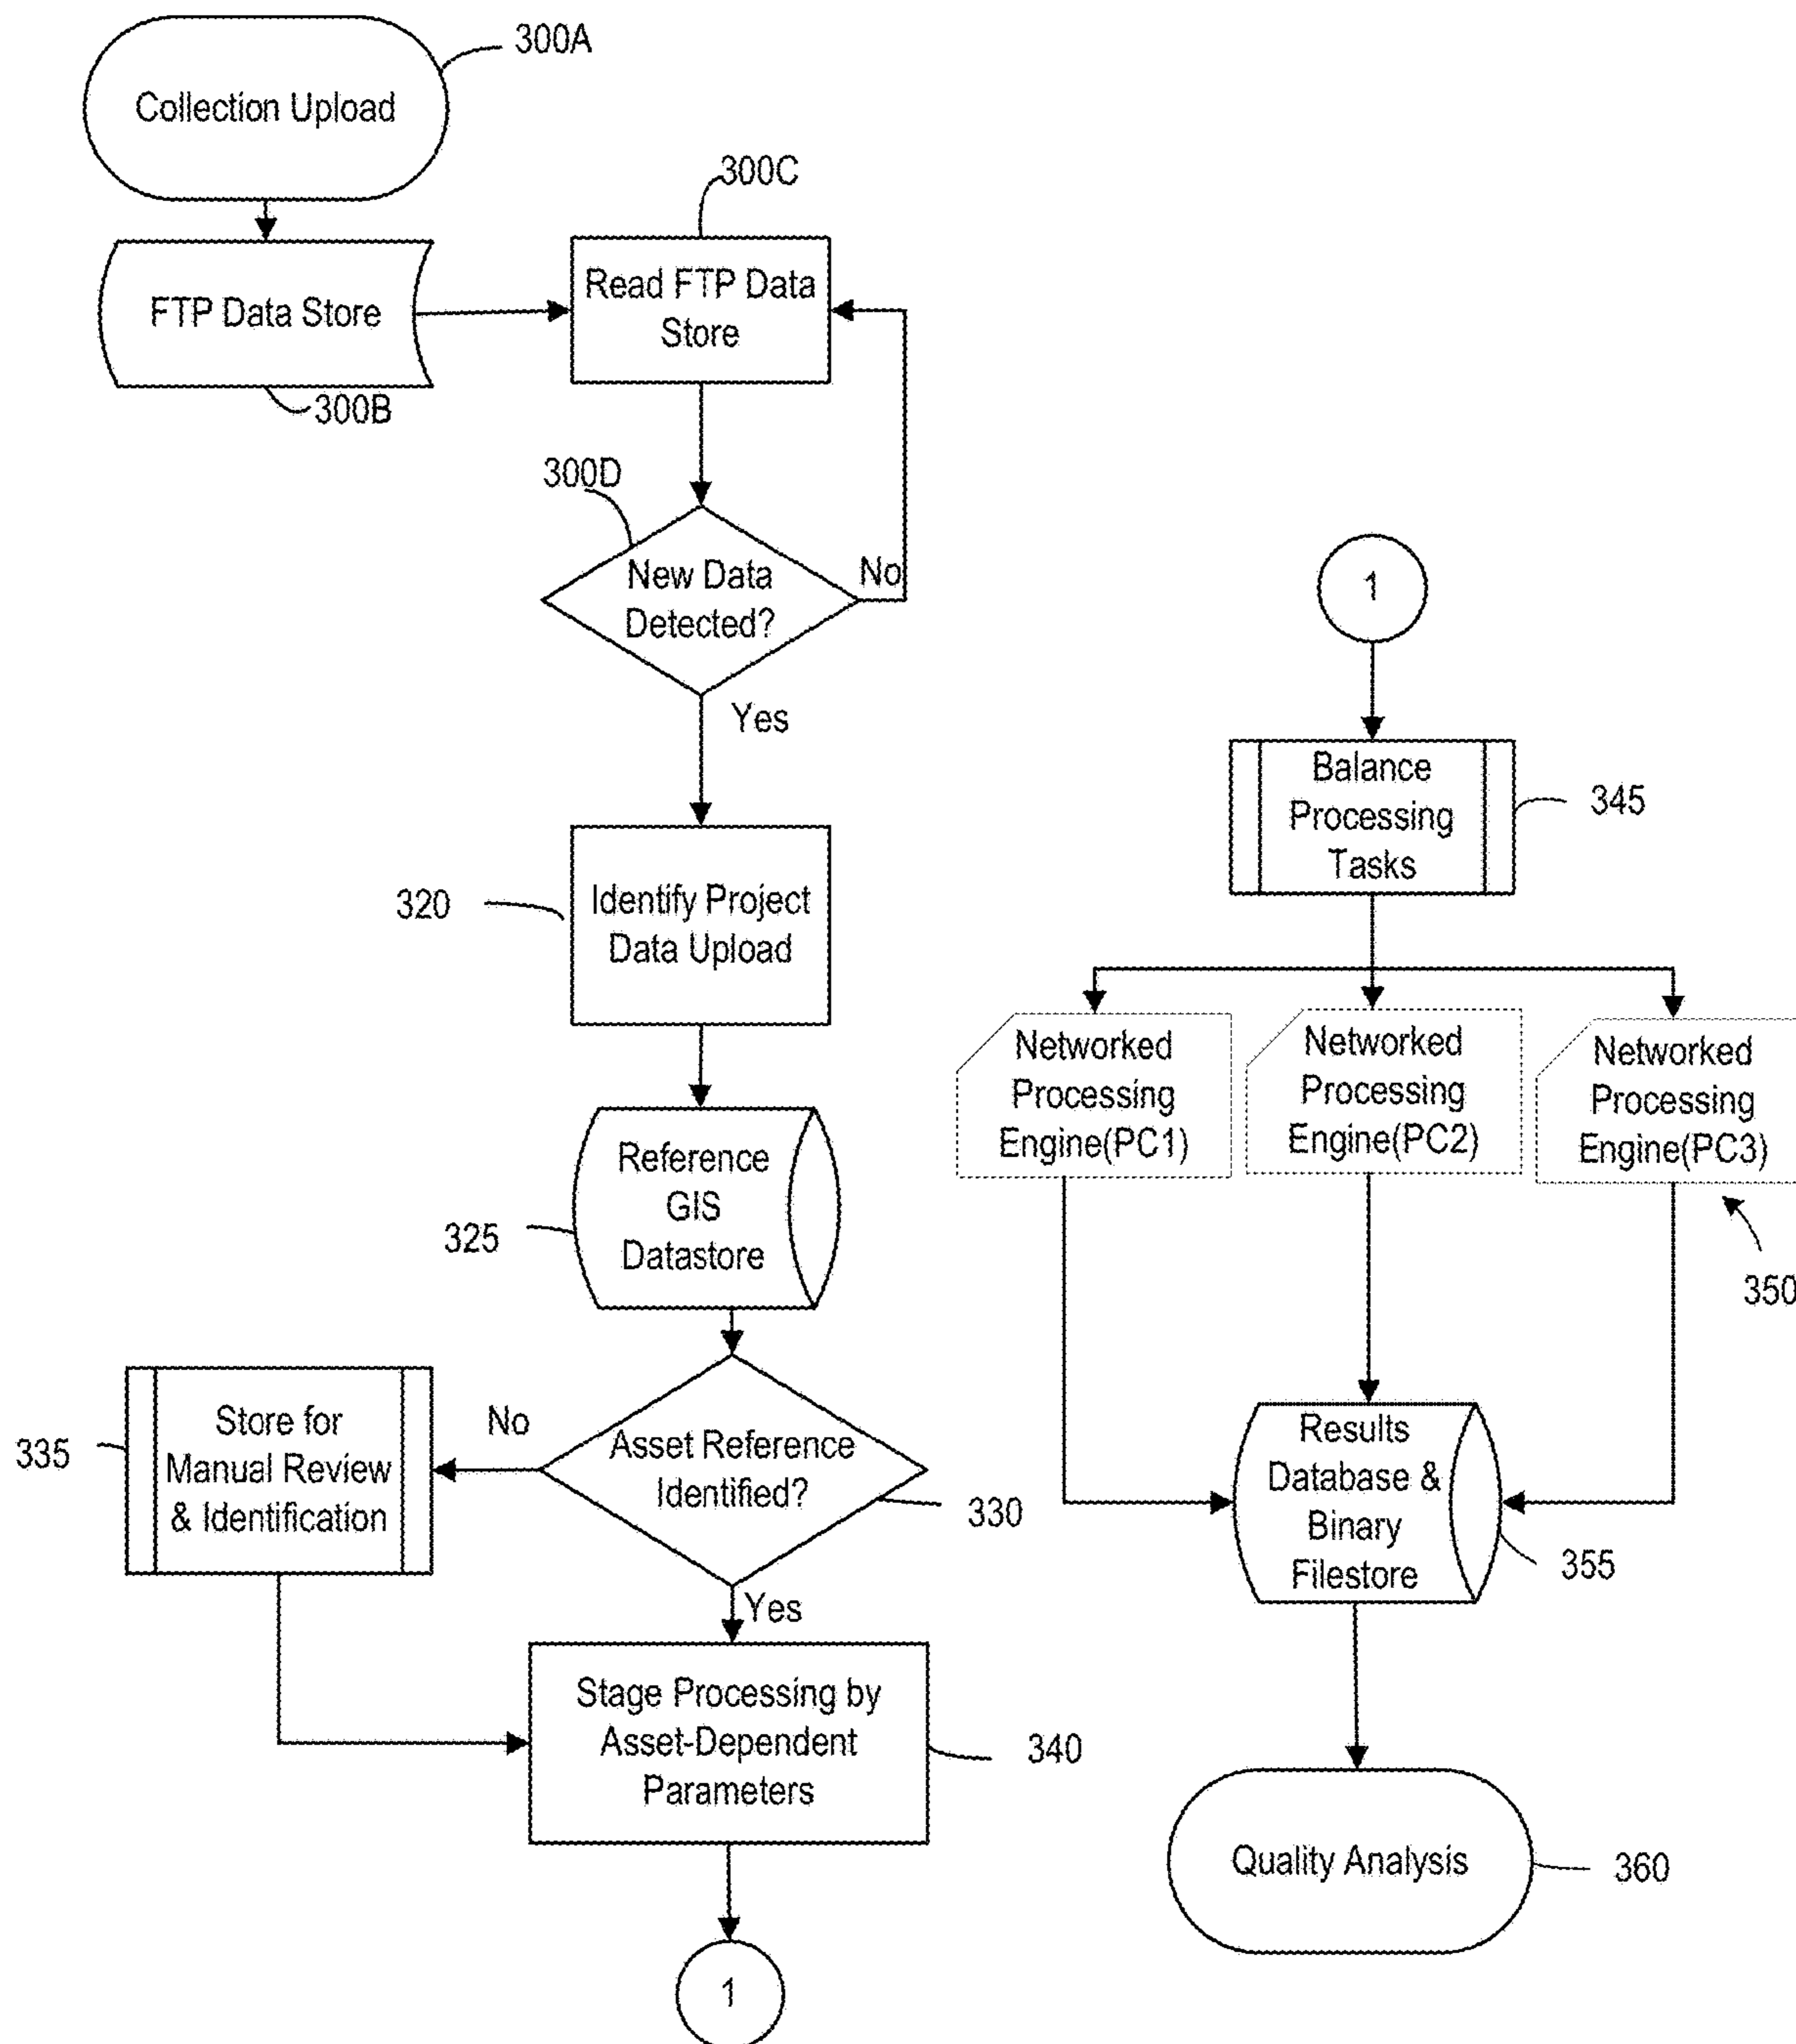 300A
Collection Upload
300C
FTP Data Store
300B
Read FTP Data
Store
300D
New Data
Detected?
No
Yes
320
Identify Project
Data Upload
325
Reference
GIS
Datastore
335
Store for
Manual Review
& Identification
No
Asset Reference
Identified?
330
Yes
Stage Processing by
Asset-Dependent
Parameters
340
1
1
Balance
Processing
Tasks
345
Networked
Processing
Engine(PC1)
Networked
Processing
Engine(PC2)
Networked
Processing
Engine(PC3)
350
Results
Database &
Binary
Filestore
355
Quality Analysis
360